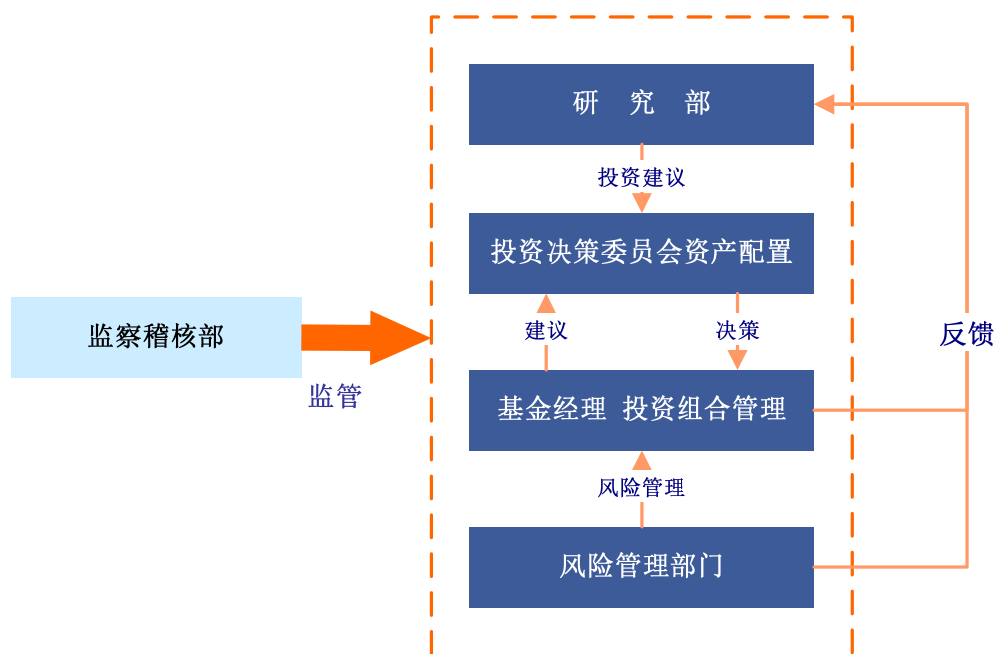 研 究 部
投资建议
投资决策委员会资产配置
建议
决策
监察稽核部
监管
反馈
基金经理 投资组合管理
风险管理
风险管理部门